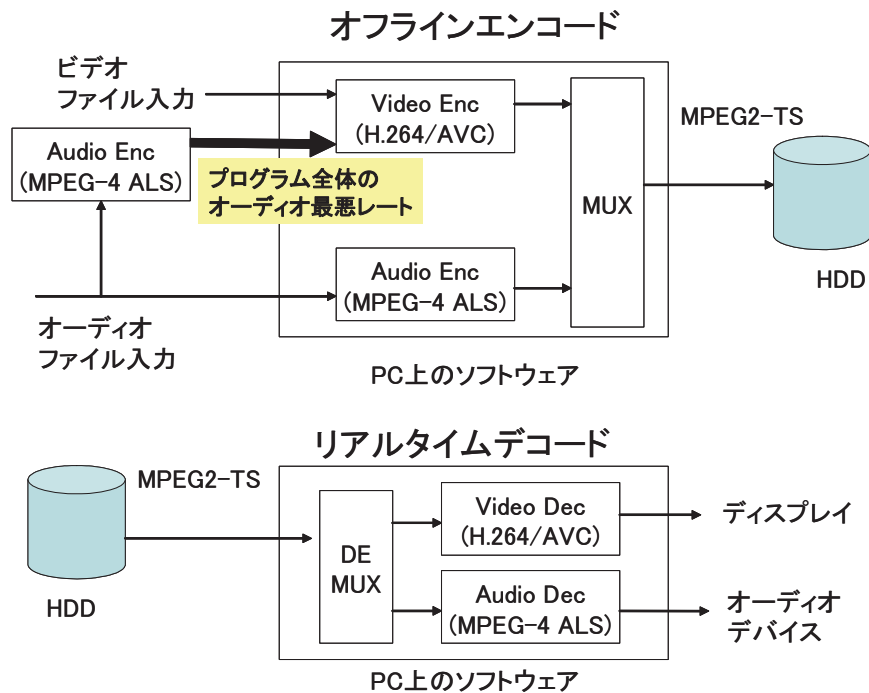 オフラインエンコード
ビデオ
ファイル入力
Video Enc
(H.264/AVC)
MPEG2-TS
Audio Enc
(MPEG-4 ALS)
プログラム全体の
オーディオ最悪レート
MUX
Audio Enc
(MPEG-4 ALS)
HDD
オーディオ
ファイル入力
PC上のソフトウェア
リアルタイムデコード
MPEG2-TS
Video Dec
(H.264/AVC)
ディスプレイ
DE
MUX
HDD
Audio Dec
(MPEG-4 ALS)
オーディオ
デバイス
PC上のソフトウェア